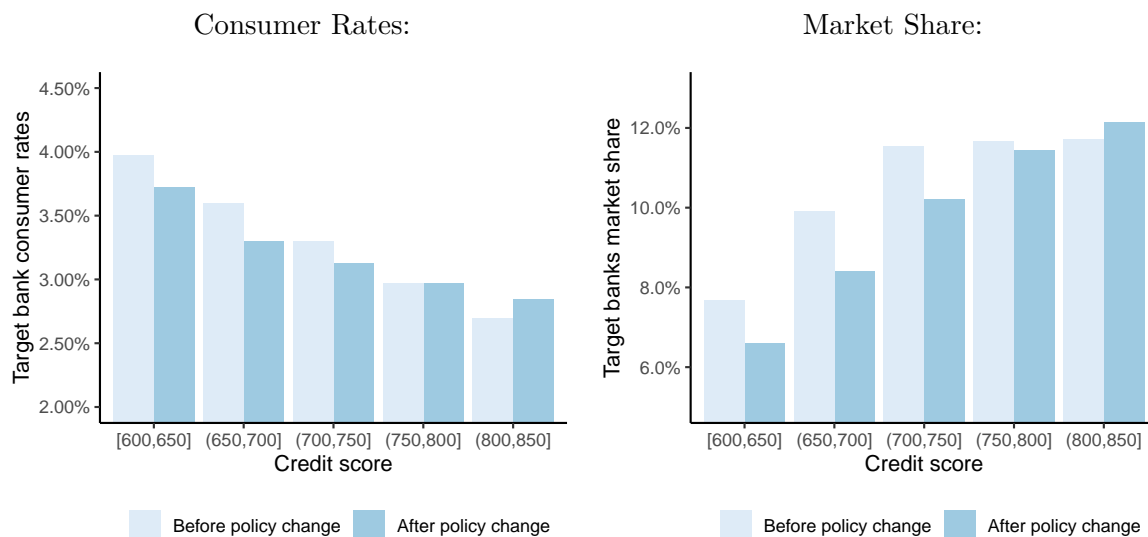 Consumer Rates:
Target bank consumer rates
4.50%
4.00%
3.50%
3.00%
2.50%
2.00%
[600,650] (650,700] (700,750] (750,800] (800,850]
Credit score
Before policy change After policy change
Market Share:
Target banks market share
12.0%
10.0%
8.0%
6.0%
[600,650] (650,700] (700,750] (750,800] (800,850]
Credit score
Before policy change After policy change